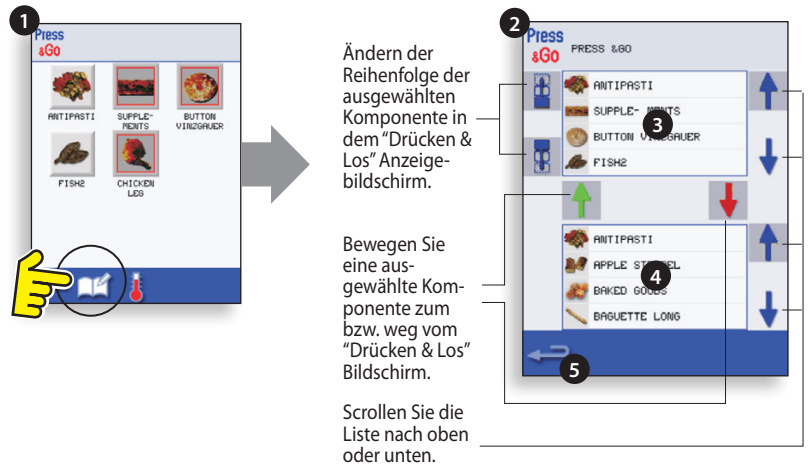 1
Press
&GO
ANTIPASTI
SUPPLE-
MENTS
BUTTON
VINZGAUER
FISH2
CHICKEN
LEG
Ändern der
Reihenfolge der
ausgewählten
Komponente in
dem “Drücken &
Los” Anzeige-
bildschirm.
Bewegen Sie
eine aus-
gewählte Kom-
ponente zum
bzw. weg vom
“Drücken & Los”
Bildschirm.
Scrollen Sie die
Liste nach oben
oder unten.
2
Press
&GO
PRESS &GO
ANTIPASTI
SUPPLE- MENTS
3
BUTTON
FISH2
ANTIPASTI
APPLE
4
BAKED GOODS
BAGUETTE LONG
5